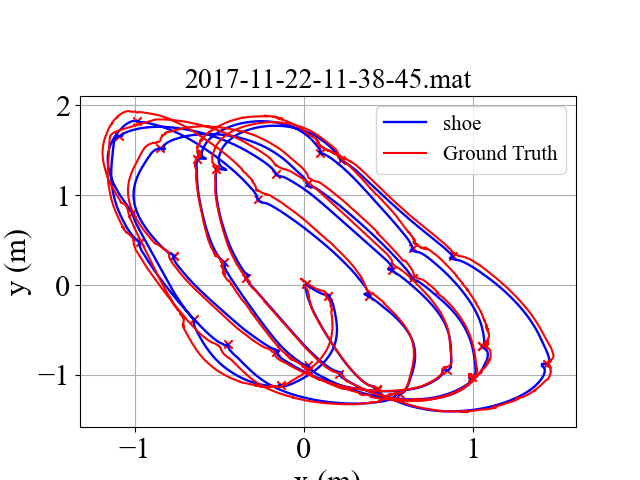 2017-11-22-11-38-45.mat
shoe
Ground Truth
y (m)
2
1
0
−1
−1
0
1
x (m)